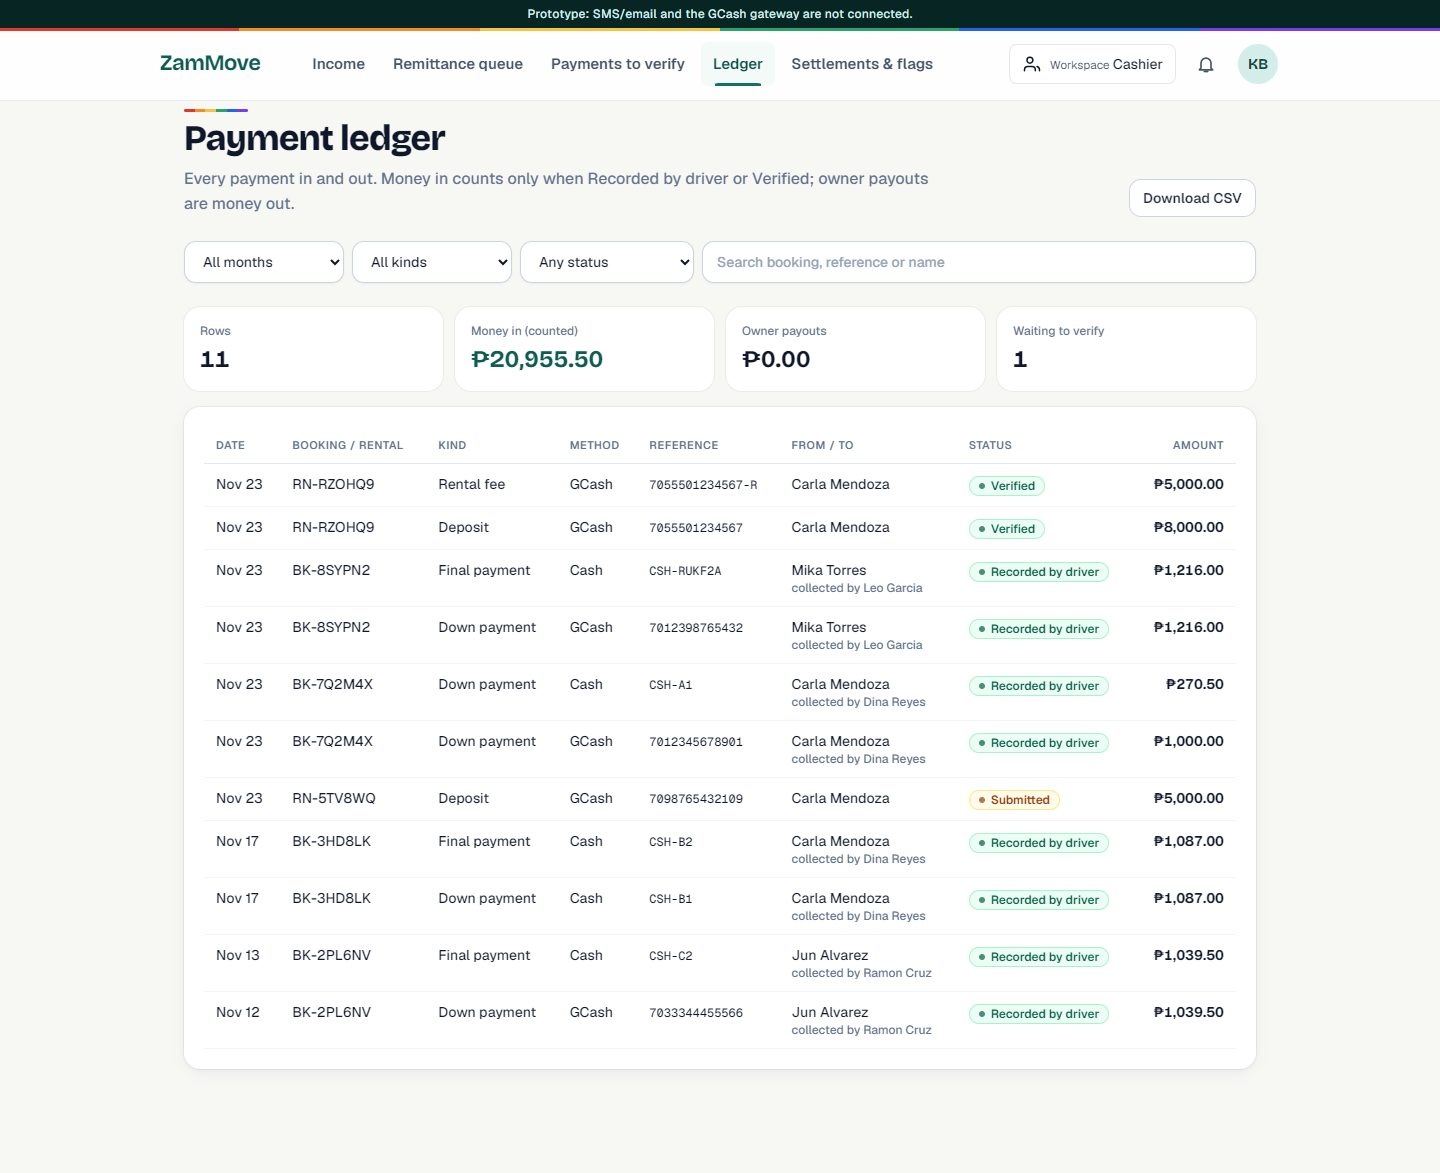 Prototype: SMS/email and the GCash gateway are not connected.
ZamMove
Income
Remittance queue
Payments to verify
Ledger
Settlements & flags
Workspace Cashier
KB
Payment ledger
Every payment in and out. Money in counts only when Recorded by driver or Verified; owner payouts
are money out.
Download CSV
All months
All kinds
Any status
Search booking, reference or name
Rows
11
Money in (counted)
₱20,955.50
Owner payouts
₱0.00
Waiting to verify
1
DATE BOOKING / RENTAL KIND METHOD REFERENCE FROM / TO STATUS AMOUNT
Nov 23 RN-RZOHQ9 Rental fee GCash 7055501234567-R Carla Mendoza Verified ₱5,000.00
Nov 23 RN-RZOHQ9 Deposit GCash 7055501234567 Carla Mendoza Verified ₱8,000.00
Nov 23 BK-8SYPN2 Final payment Cash CSH-RUKF2A Mika Torres Recorded by driver ₱1,216.00
collected by Leo Garcia
Nov 23 BK-8SYPN2 Down payment GCash 7012398765432 Mika Torres Recorded by driver ₱1,216.00
collected by Leo Garcia
Nov 23 BK-7Q2M4X Down payment Cash CSH-A1 Carla Mendoza Recorded by driver ₱270.50
collected by Dina Reyes
Nov 23 BK-7Q2M4X Down payment GCash 7012345678901 Carla Mendoza Recorded by driver ₱1,000.00
collected by Dina Reyes
Nov 23 RN-5TV8WQ Deposit GCash 7098765432109 Carla Mendoza Submitted ₱5,000.00
Nov 17 BK-3HD8LK Final payment Cash CSH-B2 Carla Mendoza Recorded by driver ₱1,087.00
collected by Dina Reyes
Nov 17 BK-3HD8LK Down payment Cash CSH-B1 Carla Mendoza Recorded by driver ₱1,087.00
collected by Dina Reyes
Nov 13 BK-2PL6NV Final payment Cash CSH-C2 Jun Alvarez Recorded by driver ₱1,039.50
collected by Ramon Cruz
Nov 12 BK-2PL6NV Down payment GCash 7033344455566 Jun Alvarez Recorded by driver ₱1,039.50
collected by Ramon Cruz